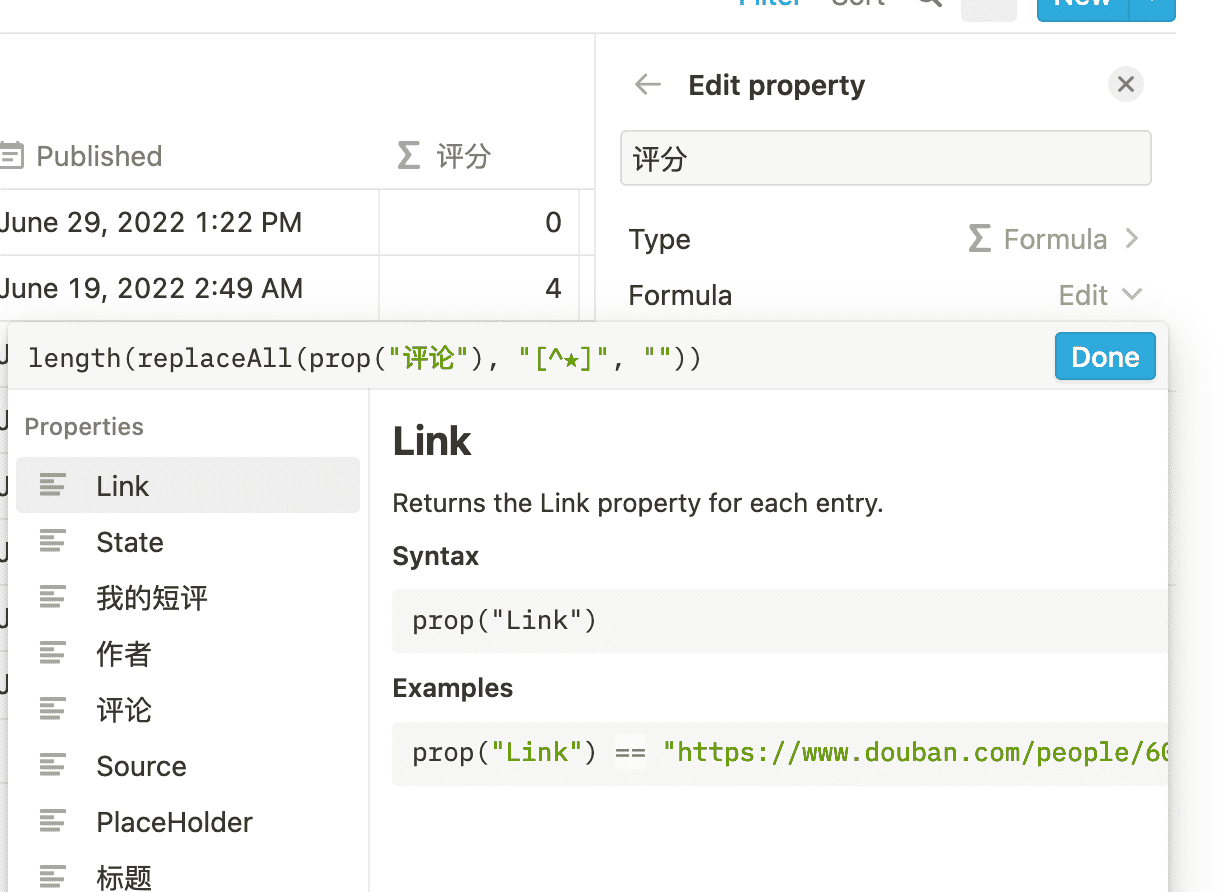 Filter Sort New
Edit property
Published 评分
评分
June 29, 2022 1:22 PM 0
Type Formula
June 19, 2022 2:49 AM 4
Formula Edit
length(replaceAll(prop("评论"), "[^★]", ""))
Done
Properties
Link
State
我的短评
作者
评论
Source
PlaceHolder
标题
Link
Returns the Link property for each entry.
Syntax
prop("Link")
Examples
prop("Link") == "https://www.douban.com/people/60